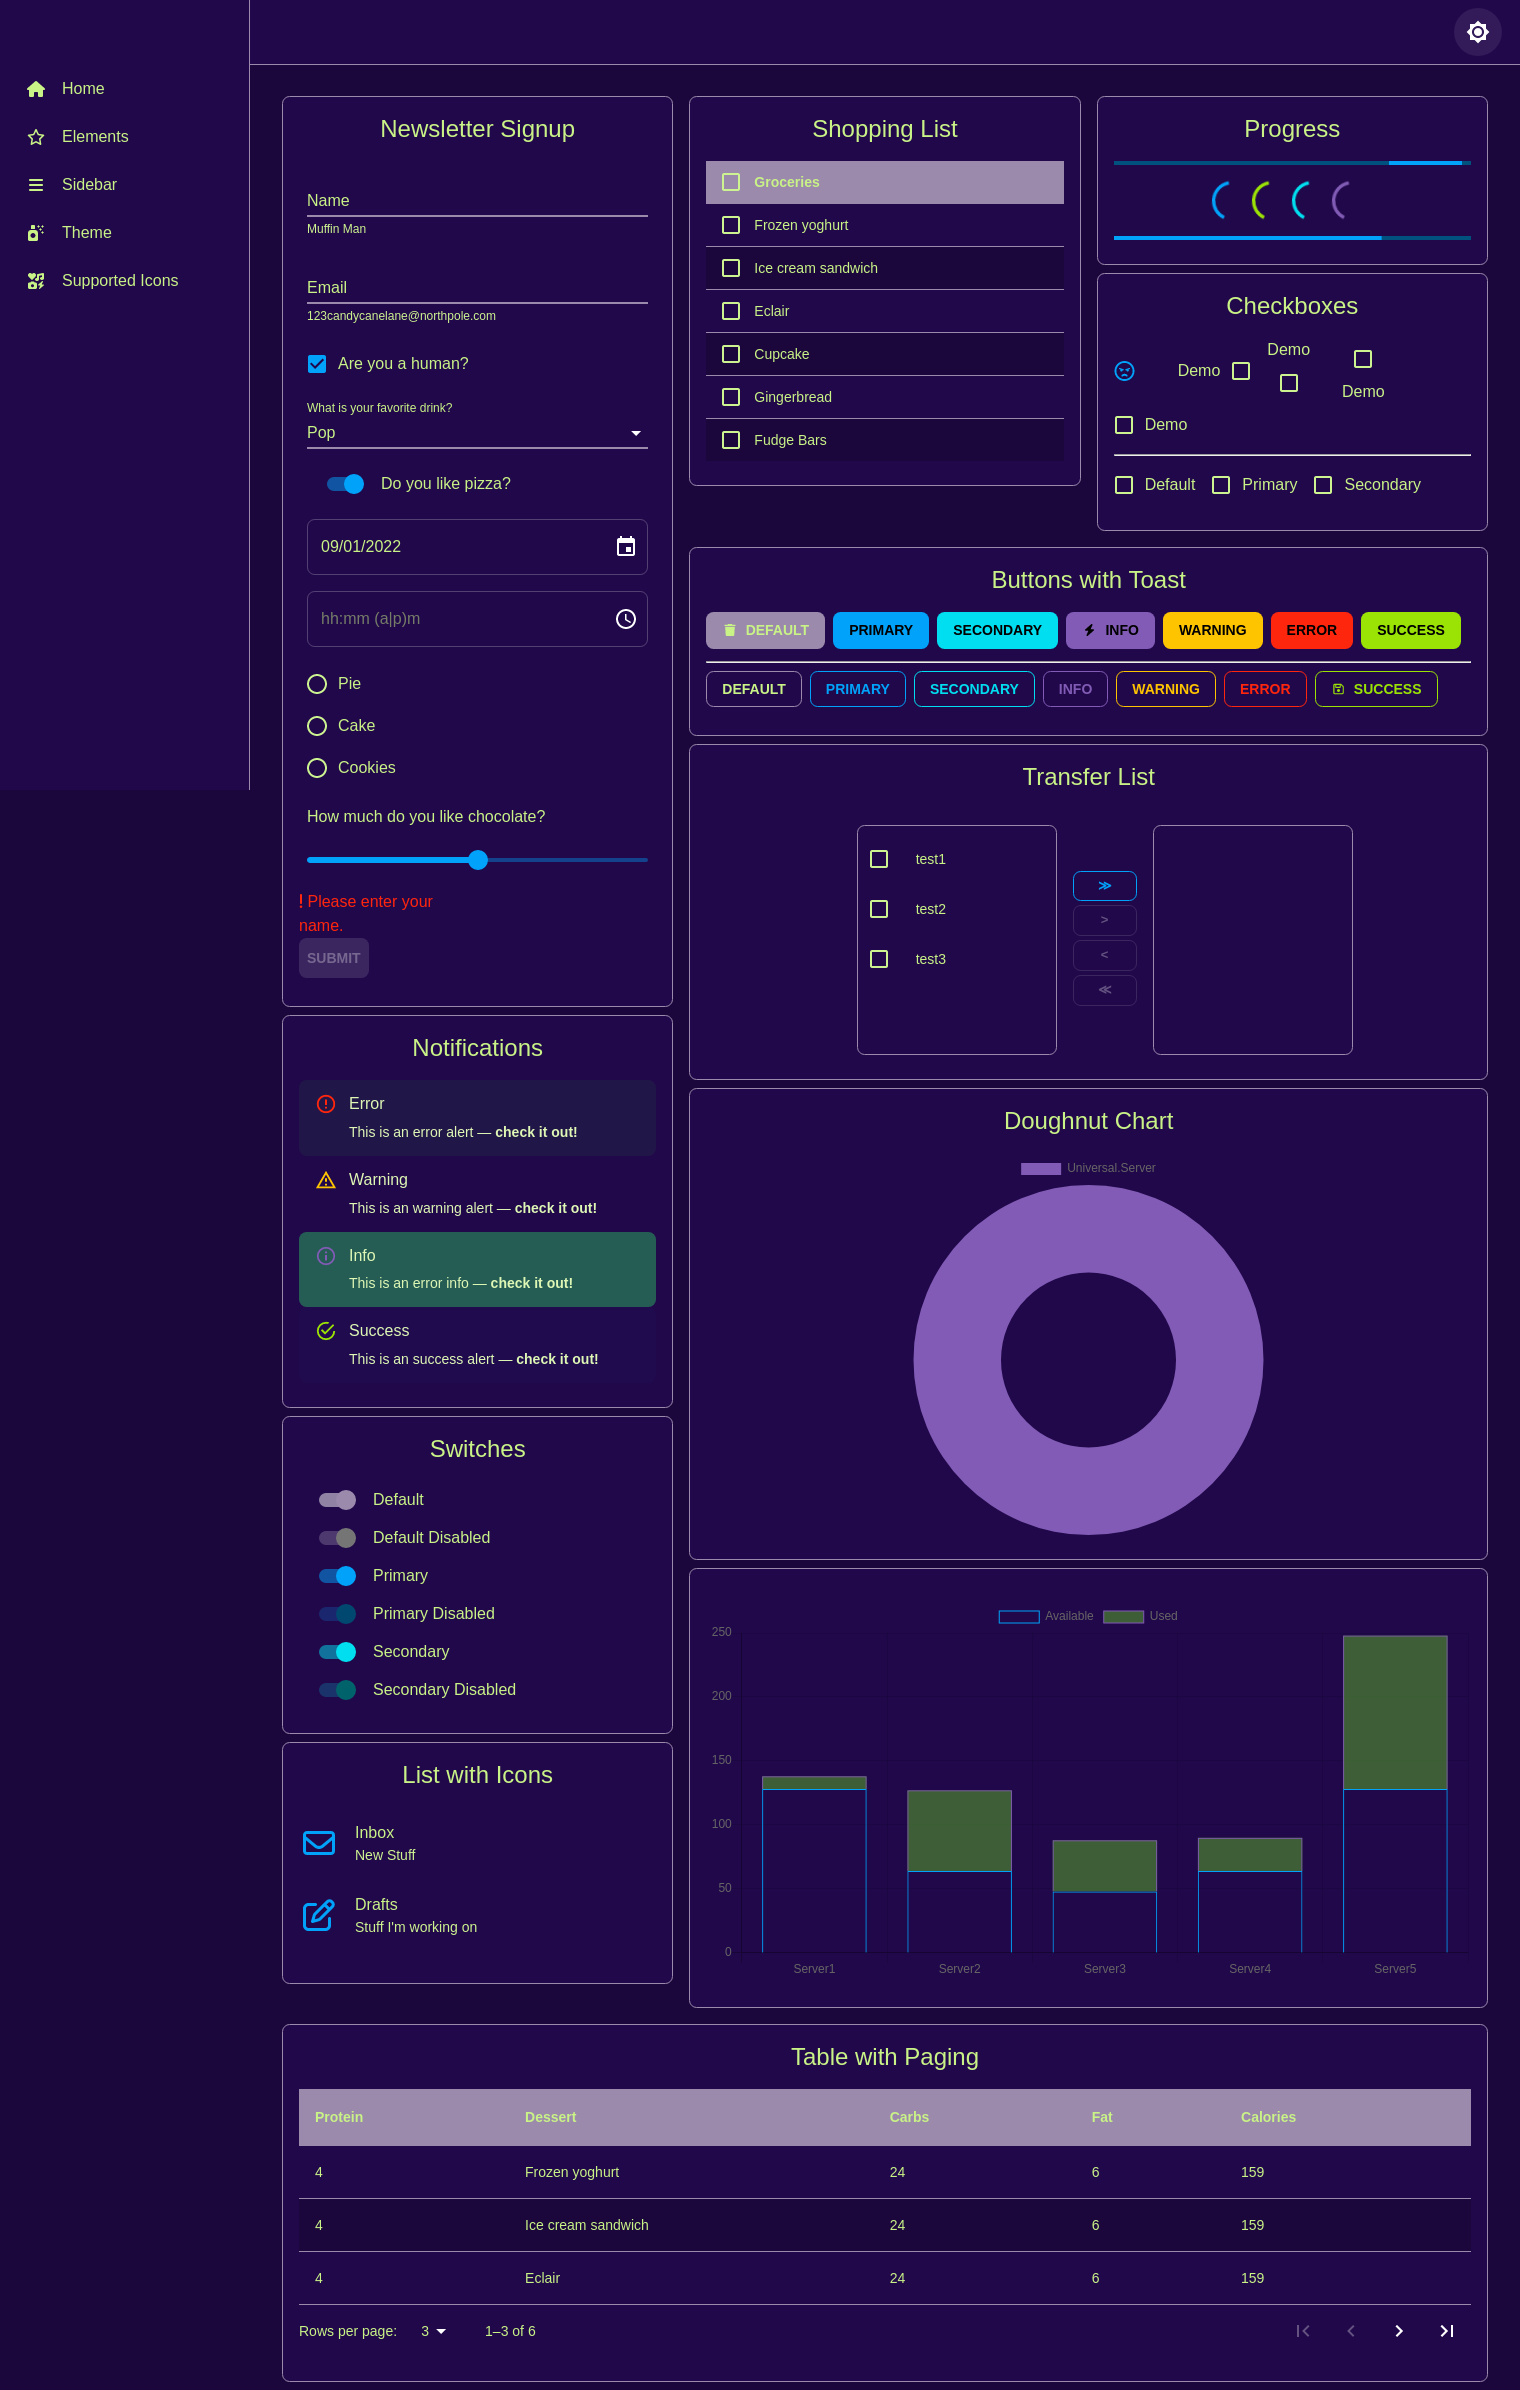 Home
Elements
Sidebar
Theme
Supported Icons
Newsletter Signup
Name
Muffin Man
Email
123candycanelane@northpole.com
Are you a human?
What is your favorite drink?
Pop
Do you like pizza?
09/01/2022
hh:mm (a|p)m
Pie
Cake
Cookies
How much do you like chocolate?
! Please enter your
name.
SUBMIT
Notifications
Error
This is an error alert — check it out!
Warning
This is an warning alert — check it out!
Info
This is an error info — check it out!
Success
This is an success alert — check it out!
Switches
Default
Default Disabled
Primary
Primary Disabled
Secondary
Secondary Disabled
List with Icons
Inbox
New Stuff
Drafts
Stuff I'm working on
Shopping List
Groceries
Frozen yoghurt
Ice cream sandwich
Eclair
Cupcake
Gingerbread
Fudge Bars
Progress
Checkboxes
Demo
Demo
Demo
Demo
Default Primary Secondary
Buttons with Toast
DEFAULT PRIMARY SECONDARY INFO WARNING ERROR SUCCESS
DEFAULT PRIMARY SECONDARY INFO WARNING ERROR SUCCESS
Transfer List
test1
test2
test3
≫
>
<
≪
Doughnut Chart
Universal.Server
Available Used
250
200
150
100
50
0
Server1 Server2 Server3 Server4 Server5
Table with Paging
Protein Dessert Carbs Fat Calories
4 Frozen yoghurt 24 6 159
4 Ice cream sandwich 24 6 159
4 Eclair 24 6 159
Rows per page: 3 1–3 of 6